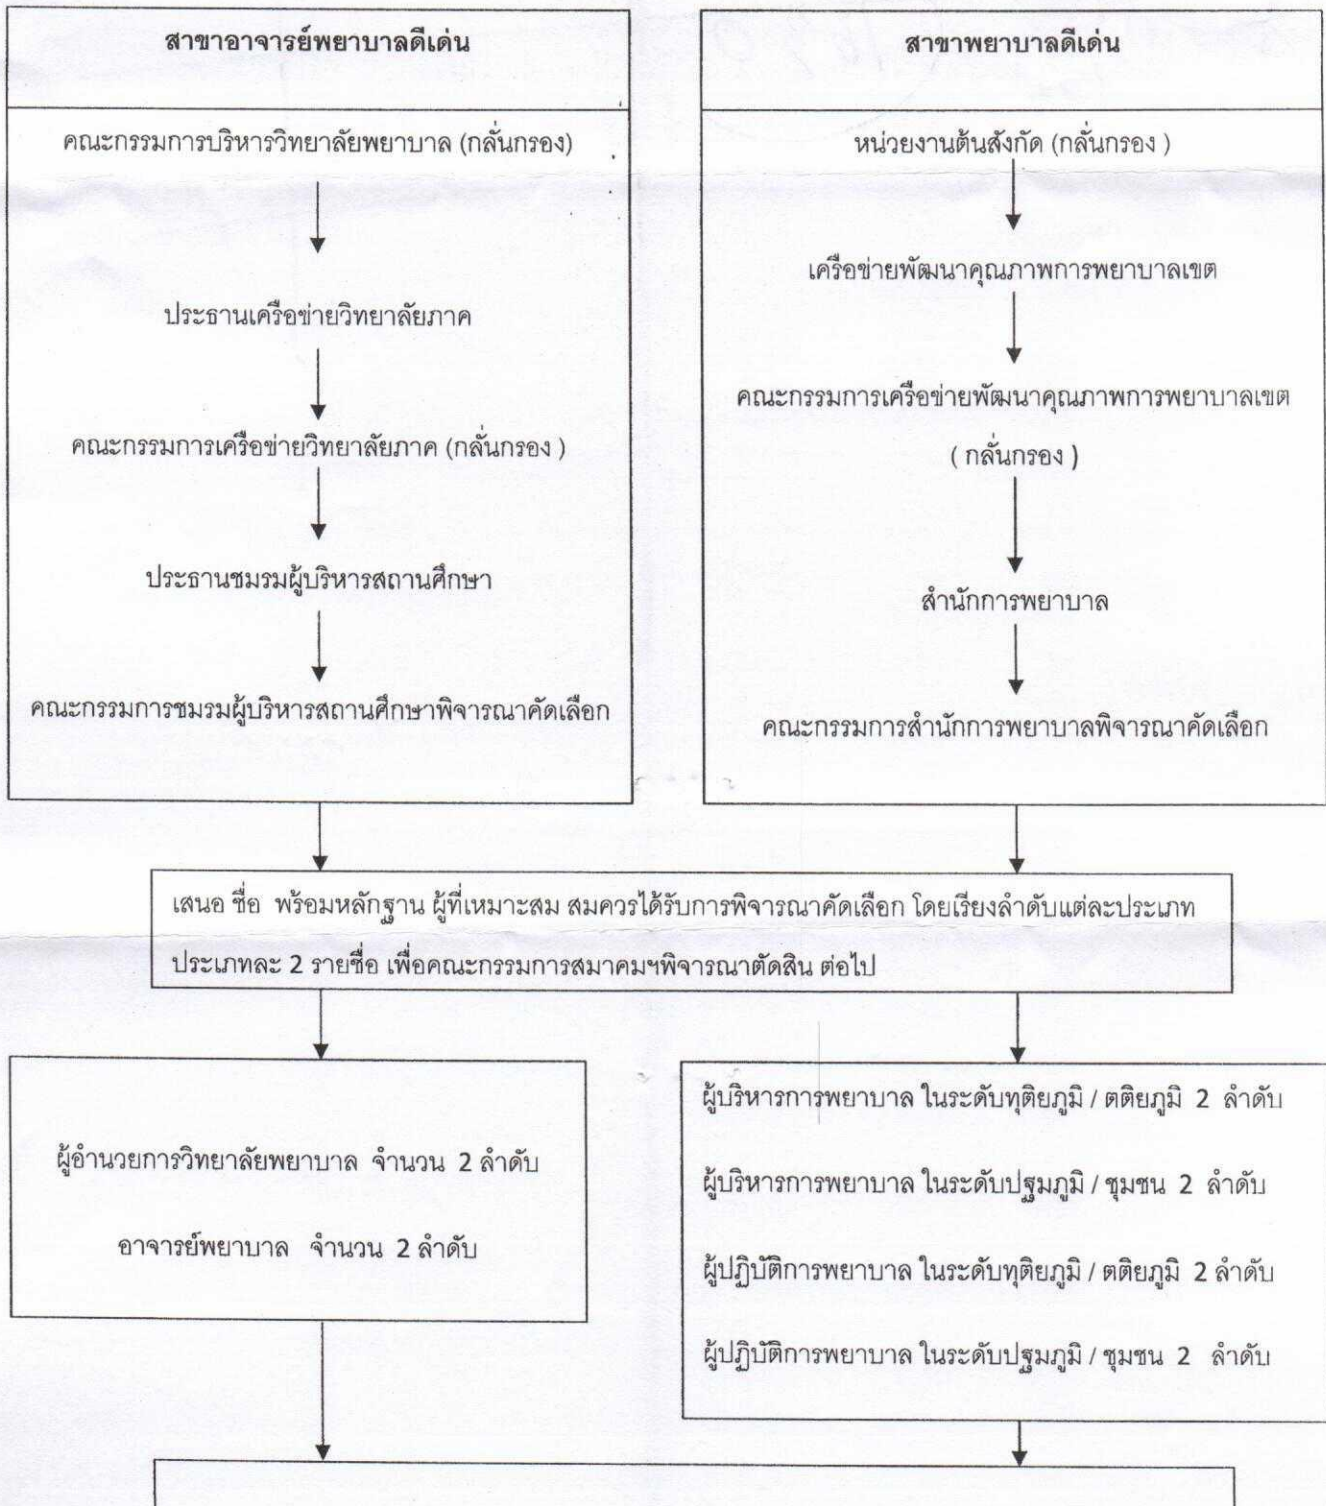 สาขาอาจารย์พยาบาลดีเด่น
คณะกรรมการบริหารวิทยาลัยพยาบาล (กลั่นกรอง)
ประธานเครือข่ายวิทยาลัยภาค
คณะกรรมการเครือข่ายวิทยาลัยภาค (กลั่นกรอง )
ประธานชมรมผู้บริหารสถานศึกษา
คณะกรรมการชมรมผู้บริหารสถานศึกษาพิจารณาคัดเลือก
สาขาพยาบาลดีเด่น
หน่วยงานต้นสังกัด (กลั่นกรอง )
เครือข่ายพัฒนาคุณภาพการพยาบาลเขต
คณะกรรมการเครือข่ายพัฒนาคุณภาพการพยาบาลเขต
( กลั่นกรอง )
สำนักการพยาบาล
คณะกรรมการสำนักการพยาบาลพิจารณาคัดเลือก
เสนอ ชื่อ พร้อมหลักฐาน ผู้ที่เหมาะสม สมควรได้รับการพิจารณาคัดเลือก โดยเรียงลำดับแต่ละประเภท
ประเภทละ 2 รายชื่อ เพื่อคณะกรรมการสมาคมฯพิจารณาตัดสิน ต่อไป
ผู้อำนวยการวิทยาลัยพยาบาล จำนวน 2 ลำดับ
อาจารย์พยาบาล จำนวน 2 ลำดับ
ผู้บริหารการพยาบาล ในระดับทุติยภูมิ / ตติยภูมิ 2 ลำดับ
ผู้บริหารการพยาบาล ในระดับปฐมภูมิ / ชุมชน 2 ลำดับ
ผู้ปฏิบัติการพยาบาล ในระดับทุติยภูมิ / ตติยภูมิ 2 ลำดับ
ผู้ปฏิบัติการพยาบาล ในระดับปฐมภูมิ / ชุมชน 2 ลำดับ